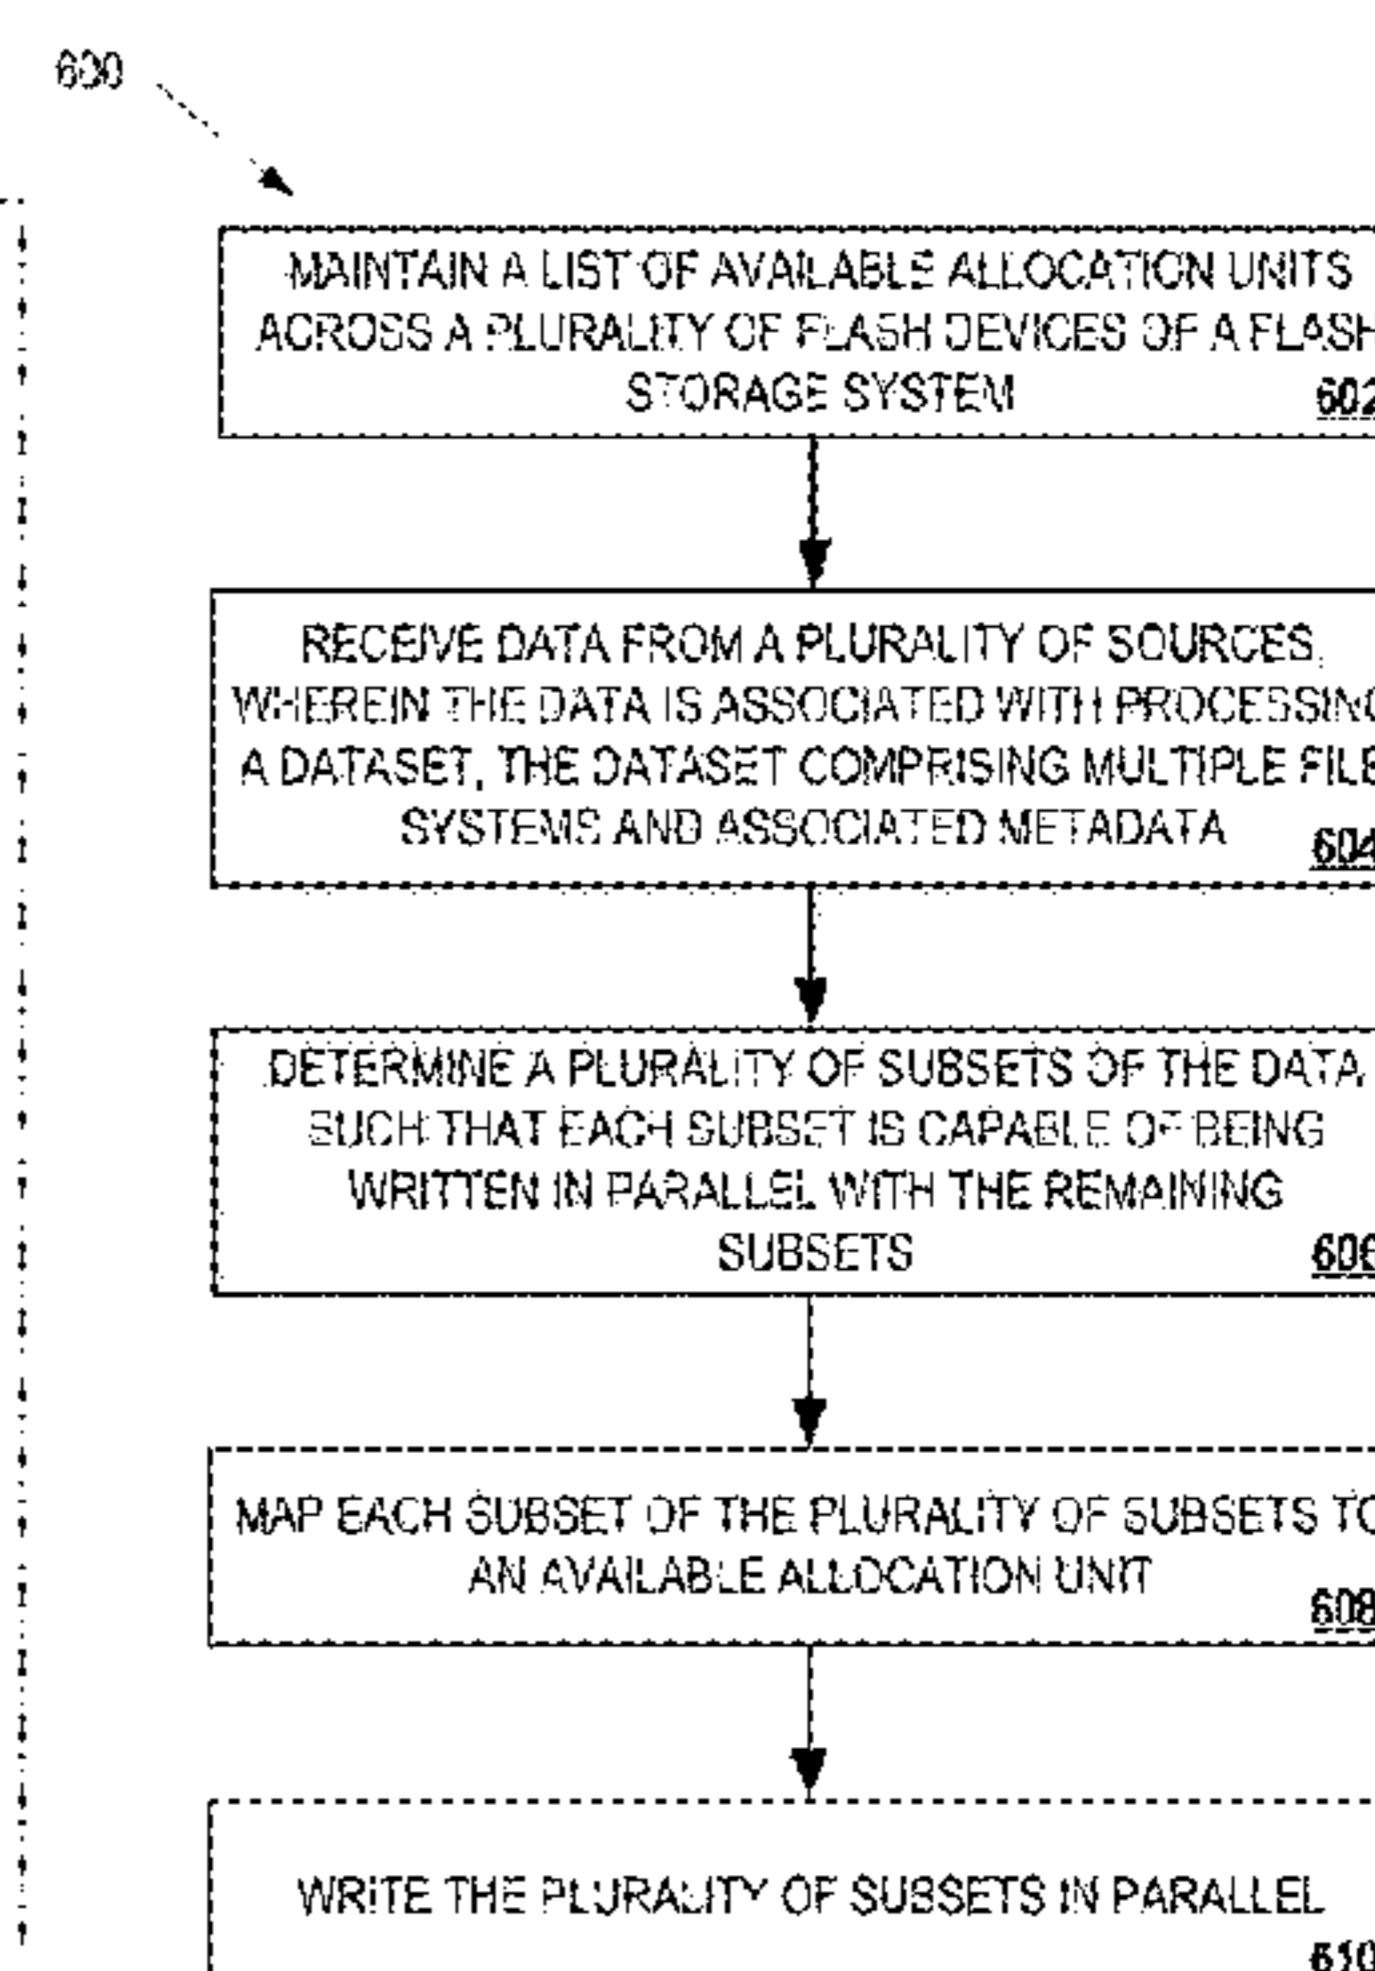 600
MAINTAIN A LIST OF AVAILABLE ALLOCATION UNITS
ACROSS A PLURALITY OF FLASH DEVICES OF A FLASH
STORAGE SYSTEM
602
RECEIVE DATA FROM A PLURALITY OF SOURCES,
WHEREIN THE DATA IS ASSOCIATED WITH PROCESSING
A DATASET, THE DATASET COMPRISING MULTIPLE FILE
SYSTEMS AND ASSOCIATED METADATA
604
DETERMINE A PLURALITY OF SUBSETS OF THE DATA
SUCH THAT EACH SUBSET IS CAPABLE OF BEING
WRITTEN IN PARALLEL WITH THE REMAINING
SUBSETS
606
MAP EACH SUBSET OF THE PLURALITY OF SUBSETS TO
AN AVAILABLE ALLOCATION UNIT
608
WRITE THE PLURALITY OF SUBSETS IN PARALLEL
610